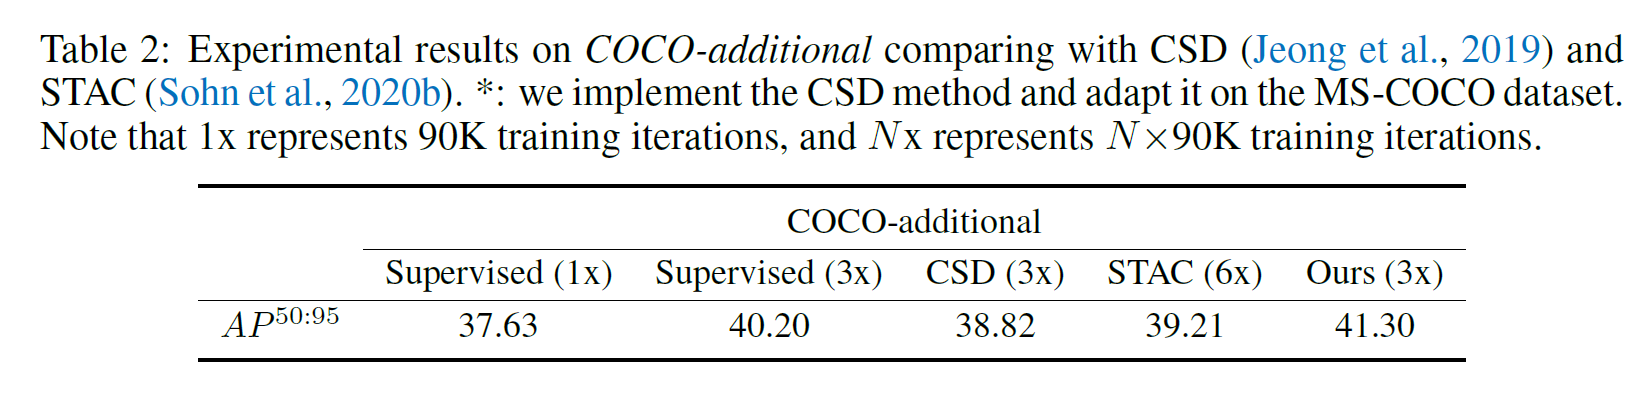 Table 2: Experimental results on COCO-additional comparing with CSD (Jeong et al., 2019) and
STAC (Sohn et al., 2020b). *: we implement the CSD method and adapt it on the MS-COCO dataset.
Note that 1x represents 90K training iterations, and Nx represents N×90K training iterations.
COCO-additional
Supervised (1x) Supervised (3x) CSD (3x) STAC (6x) Ours (3x)
AP^50:95 37.63 40.20 38.82 39.21 41.30